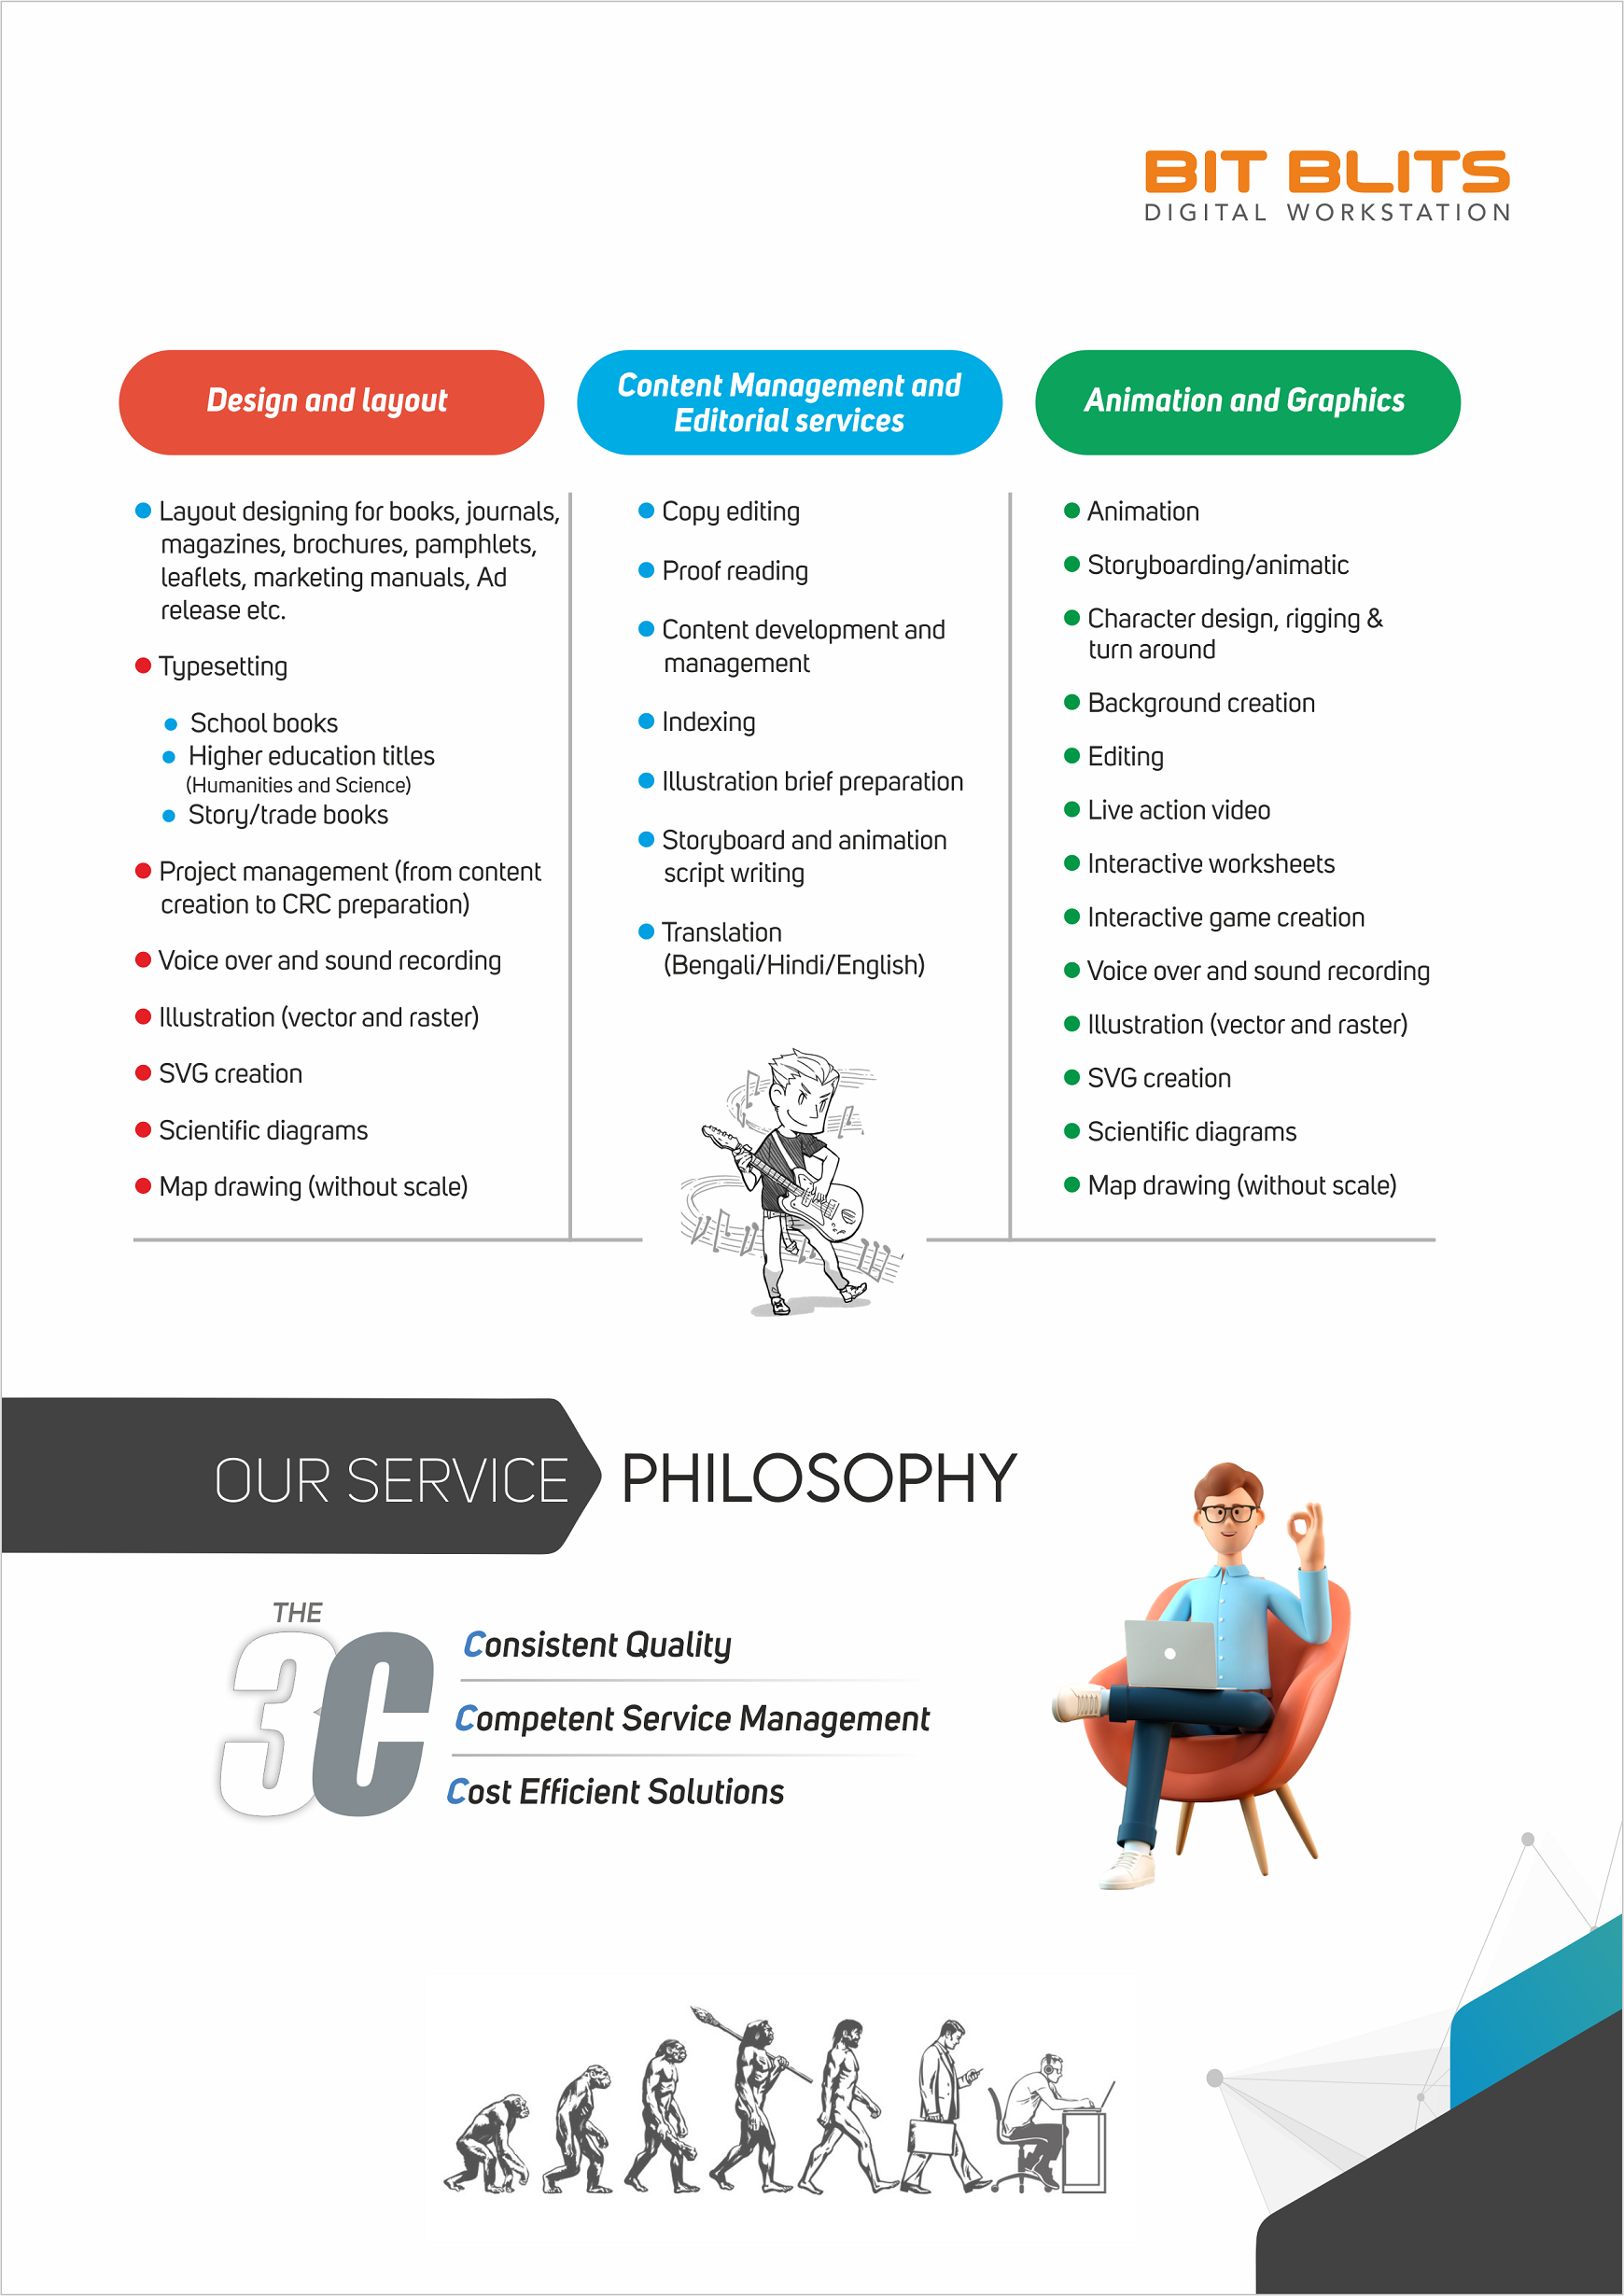 BIT BLITS
DIGITAL WORKSTATION
Design and layout
Layout designing for books, journals,
magazines, brochures, pamphlets,
leaflets, marketing manuals, Ad
release etc.
Typesetting
School books
Higher education titles
(Humanities and Science)
Story/trade books
Project management (from content
creation to CRC preparation)
Voice over and sound recording
Illustration (vector and raster)
SVG creation
Scientific diagrams
Map drawing (without scale)
Content Management and
Editorial services
Copy editing
Proof reading
Content development and
management
Indexing
Illustration brief preparation
Storyboard and animation
script writing
Translation
(Bengali/Hindi/English)
Animation and Graphics
Animation
Storyboarding/animatic
Character design, rigging &
turn around
Background creation
Editing
Live action video
Interactive worksheets
Interactive game creation
Voice over and sound recording
Illustration (vector and raster)
SVG creation
Scientific diagrams
Map drawing (without scale)
OUR SERVICE PHILOSOPHY
THE
3C
Consistent Quality
Competent Service Management
Cost Efficient Solutions